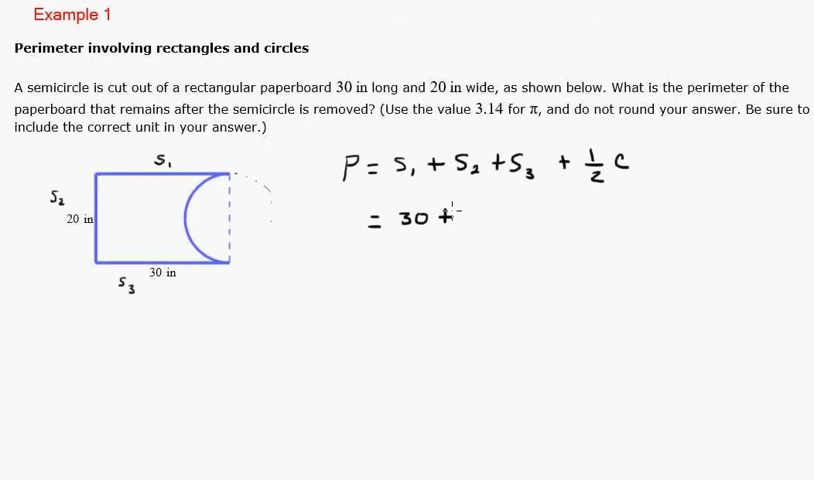 Example 1
Perimeter involving rectangles and circles
A semicircle is cut out of a rectangular paperboard 30 in long and 20 in wide, as shown below. What is the perimeter of the
paperboard that remains after the semicircle is removed? (Use the value 3.14 for π, and do not round your answer. Be sure to
include the correct unit in your answer.)
S₁
P = S₁ + S₂ + S₃ + ½ C
S₂
20 in
= 30 +
30 in
S₃